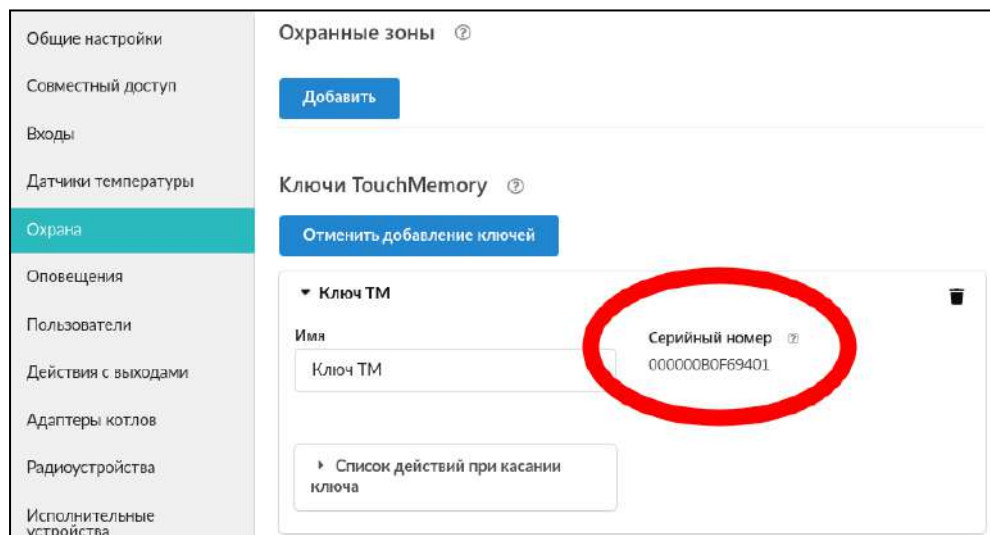 Общие настройки
Совместный доступ
Входы
Датчики температуры
Охрана
Оповещения
Пользователи
Действия с выходами
Адаптеры котлов
Радиоустройства
Исполнительные
устройства
Охранные зоны
Добавить
Ключи TouchMemory
Отменить добавление ключей
Ключ ТМ
Имя
Ключ ТМ
Серийный номер
000000B0F69401
Список действий при касании
ключа